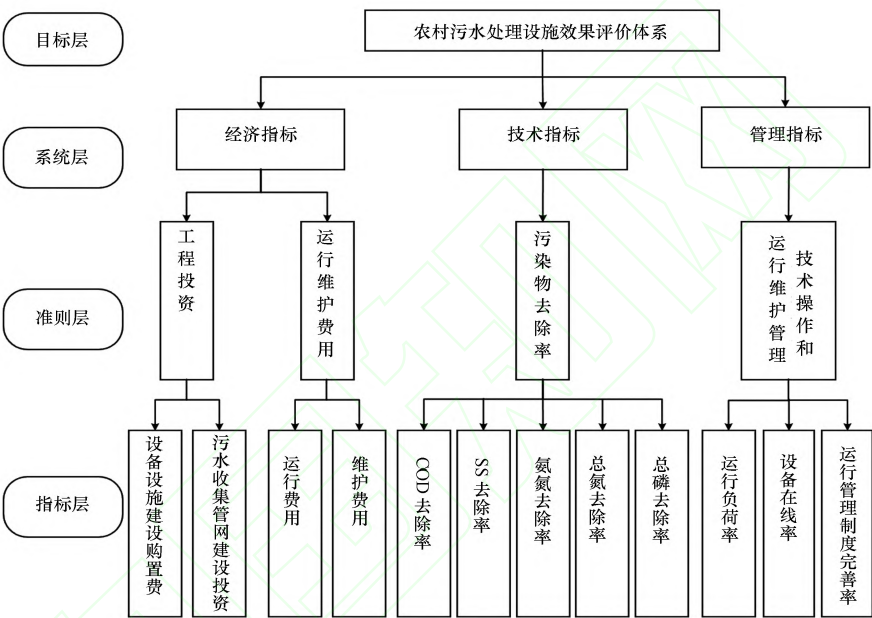 目标层
农村污水处理设施效果评价体系
系统层
经济指标
技术指标
管理指标
准则层
工程投资
运行维护费用
污染物去除率
技术操作和
运行维护管理
指标层
设备设施建设购置费
污水收集管网建设投资
运行费用
维护费用
COD去除率
SS去除率
氨氮去除率
总氮去除率
总磷去除率
运行负荷率
设备在线率
运行管理制度完善率